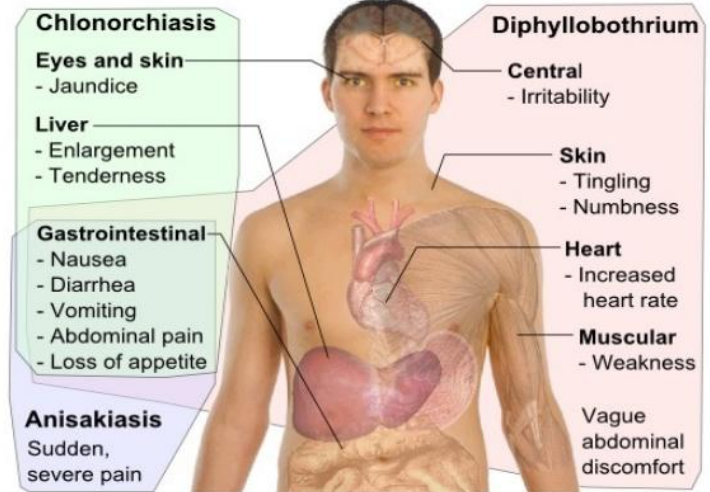 Chlonorchiasis
Eyes and skin
- Jaundice
Liver
- Enlargement
- Tenderness
Gastrointestinal
- Nausea
- Diarrhea
- Vomiting
- Abdominal pain
- Loss of appetite
Anisakiasis
Sudden,
severe pain
Diphyllobothrium
Central
- Irritability
Skin
- Tingling
- Numbness
Heart
- Increased
heart rate
Muscular
- Weakness
Vague
abdominal
discomfort